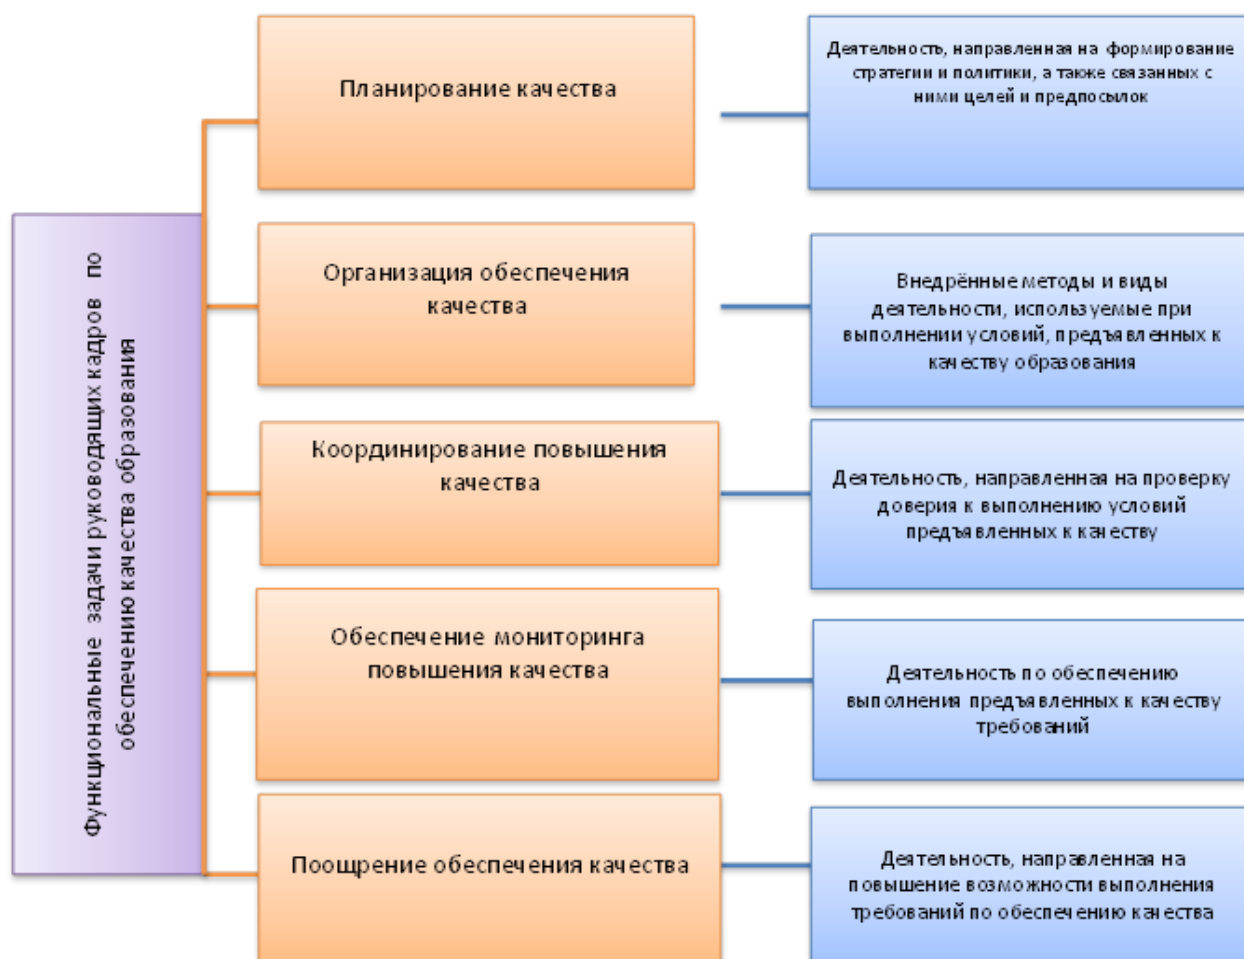 Функциональные задачи руководящих кадров по
обеспечению качества образования
Планирование качества
Деятельность, направленная на формирование
стратегии и политики, а также связанных с
ними целей и предпосылок
Организация обеспечения
качества
Внедрённые методы и виды
деятельности, используемые при
выполнении условий, предъявленных к
качеству образования
Координирование повышения
качества
Деятельность, направленная на проверку
доверия к выполнению условий
предъявленных к качеству
Обеспечение мониторинга
повышения качества
Деятельность по обеспечению
выполнения предъявленных к качеству
требований
Поощрение обеспечения качества
Деятельность, направленная на
повышение возможности выполнения
требований по обеспечению качества